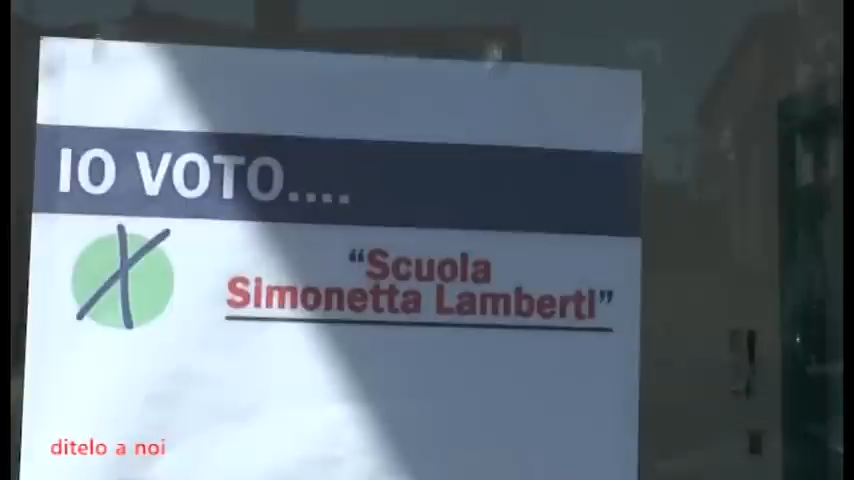 IO VOTO....
“Scuola
Simonetta Lamberti”
ditelo a noi